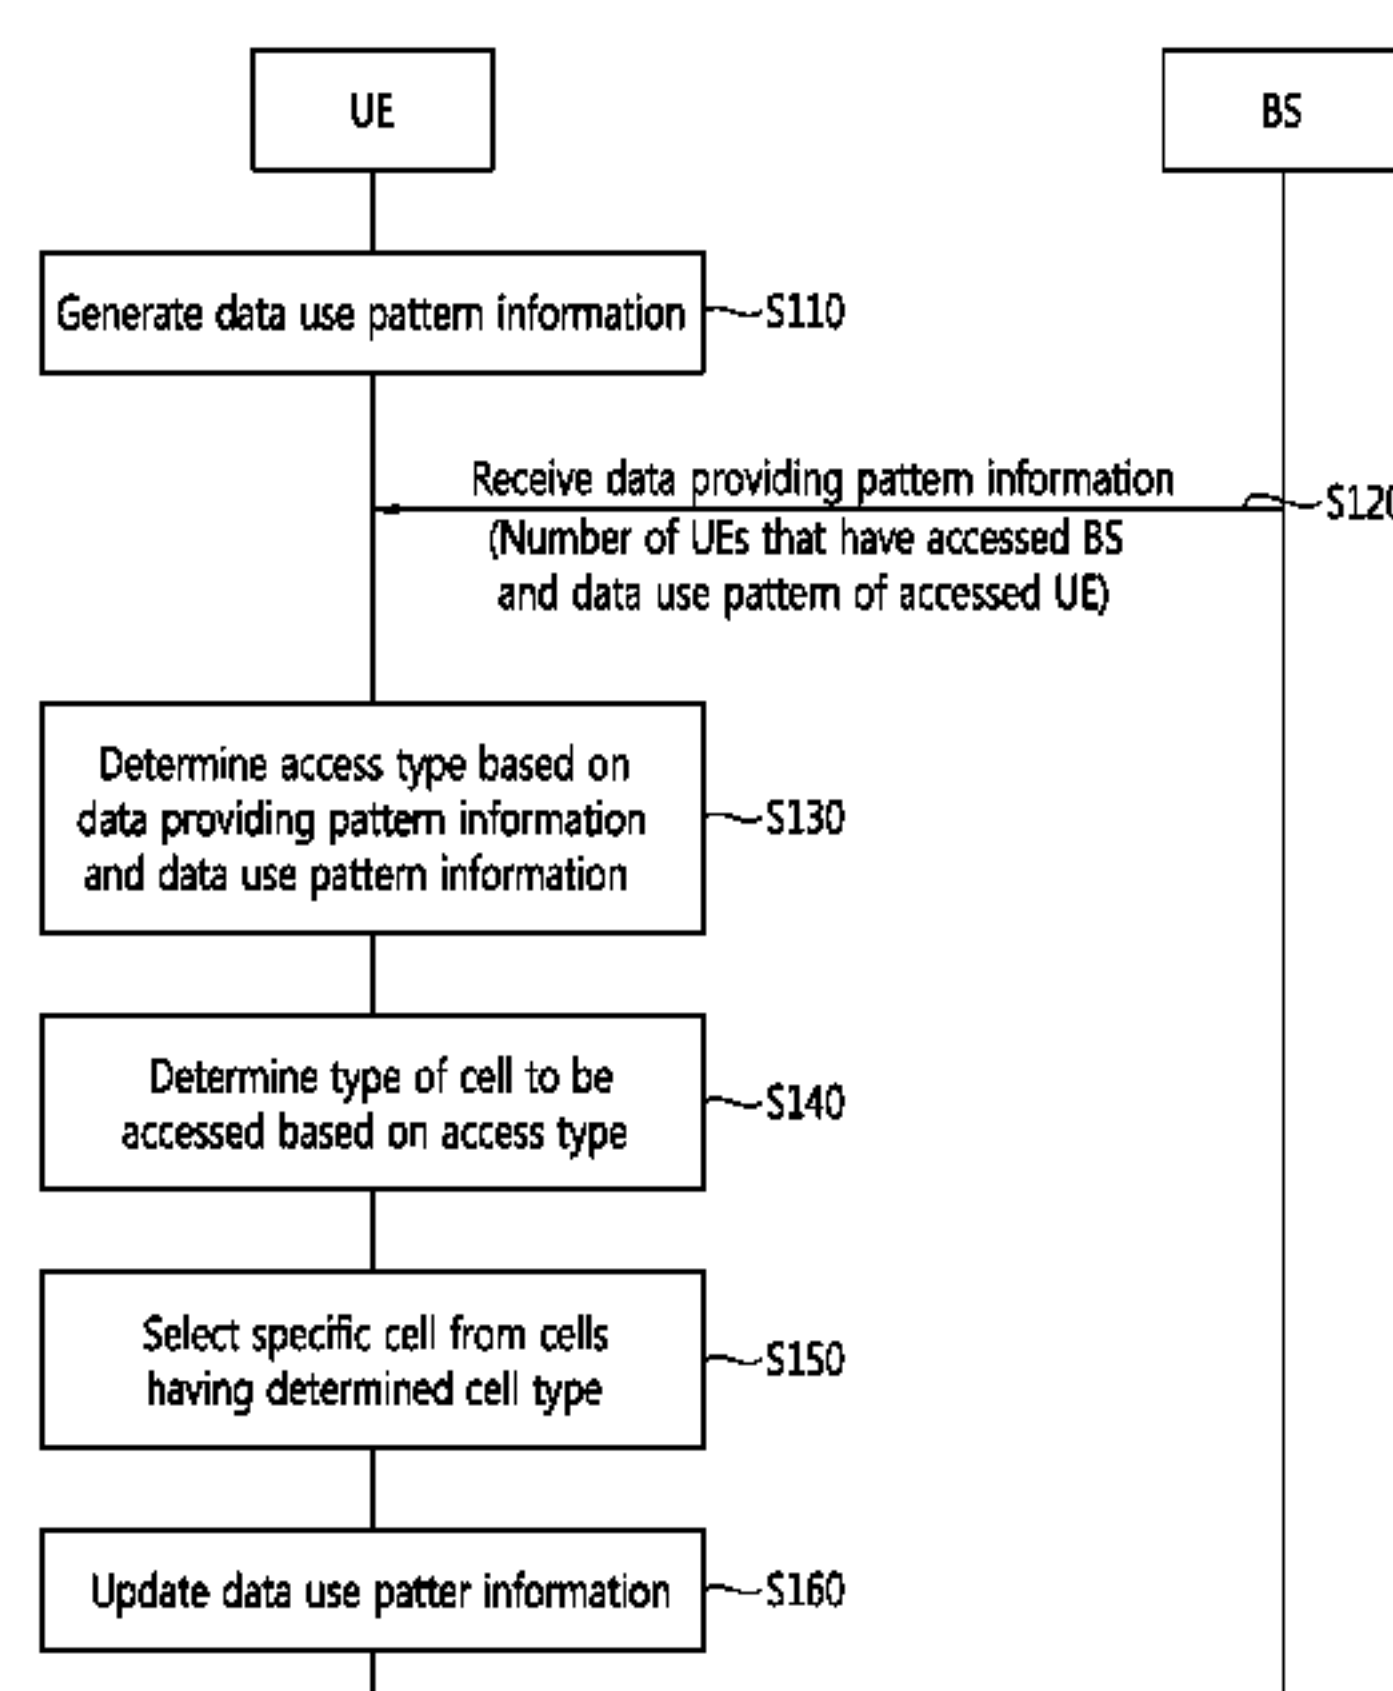 UE
BS
Generate data use pattern information
S110
Receive data providing pattern information
S120
(Number of UEs that have accessed BS
and data use pattern of accessed UE)
Determine access type based on
data providing pattern information
and data use pattern information
S130
Determine type of cell to be
accessed based on access type
S140
Select specific cell from cells
having determined cell type
S150
Update data use patter information
S160